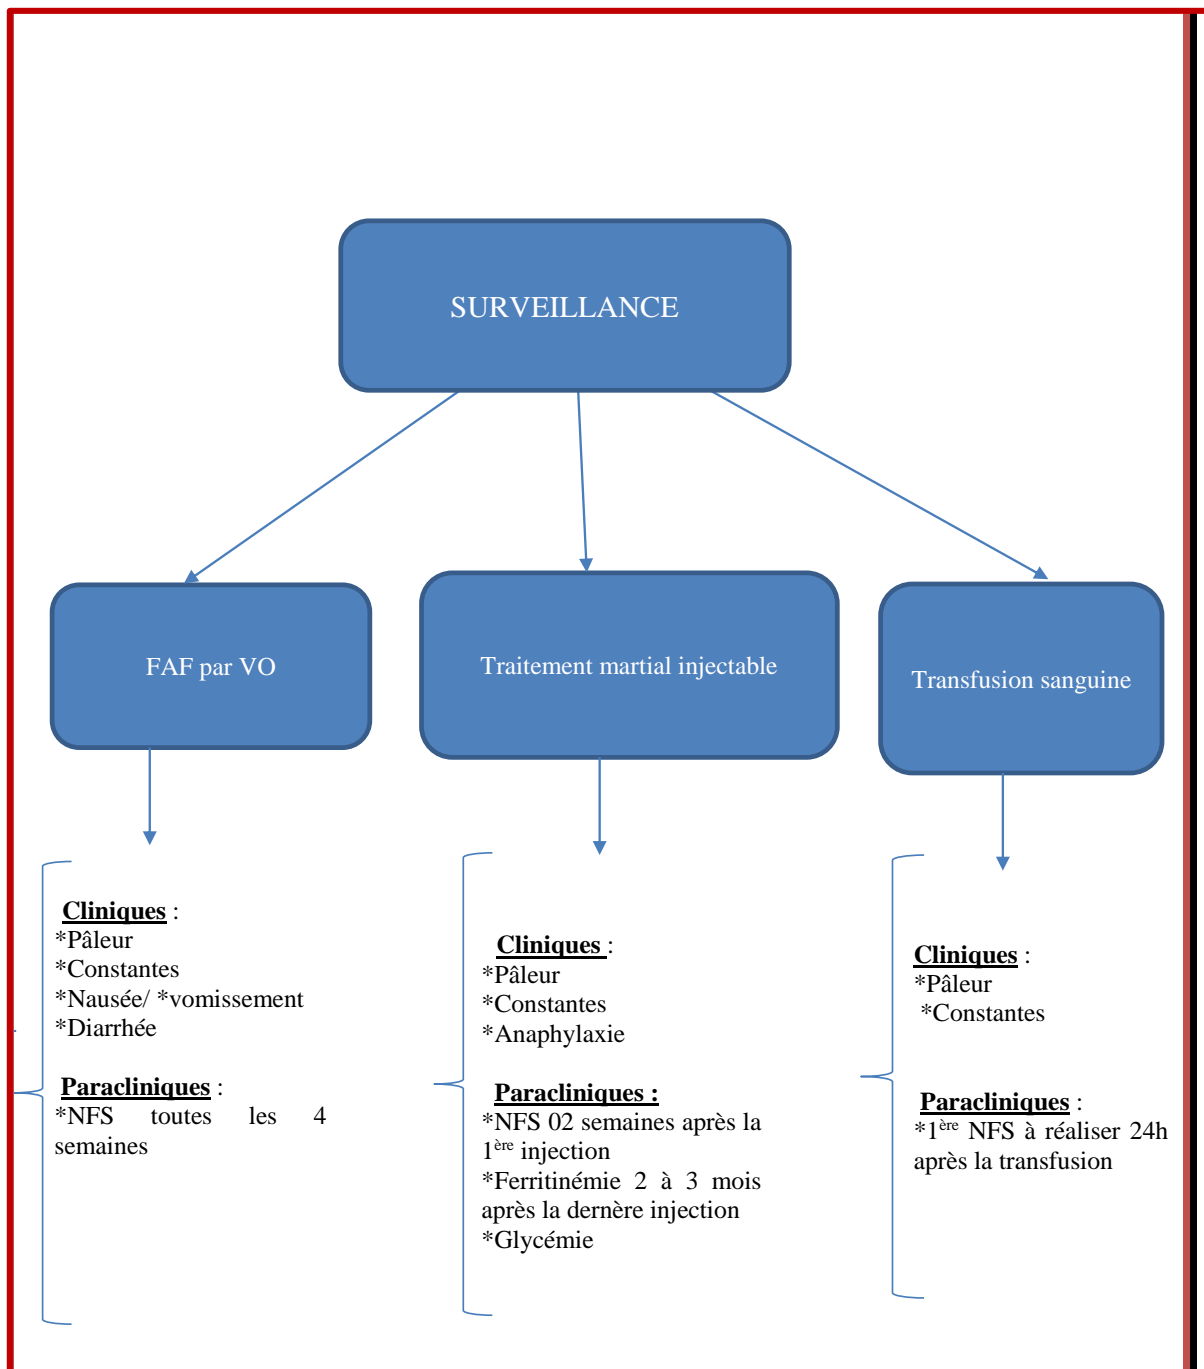 SURVEILLANCE
FAF par VO
Traitement martial injectable
Transfusion sanguine
Cliniques :
*Pâleur
*Constantes
*Nausée/ *vomissement
*Diarrhée
Paracliniques :
*NFS toutes les 4
semaines
Cliniques :
*Pâleur
*Constantes
*Anaphylaxie
Paracliniques :
*NFS 02 semaines après la
1ère injection
*Ferritinémie 2 à 3 mois
après la dernère injection
*Glycémie
Cliniques :
*Pâleur
*Constantes
Paracliniques :
*1ère NFS à réaliser 24h
après la transfusion